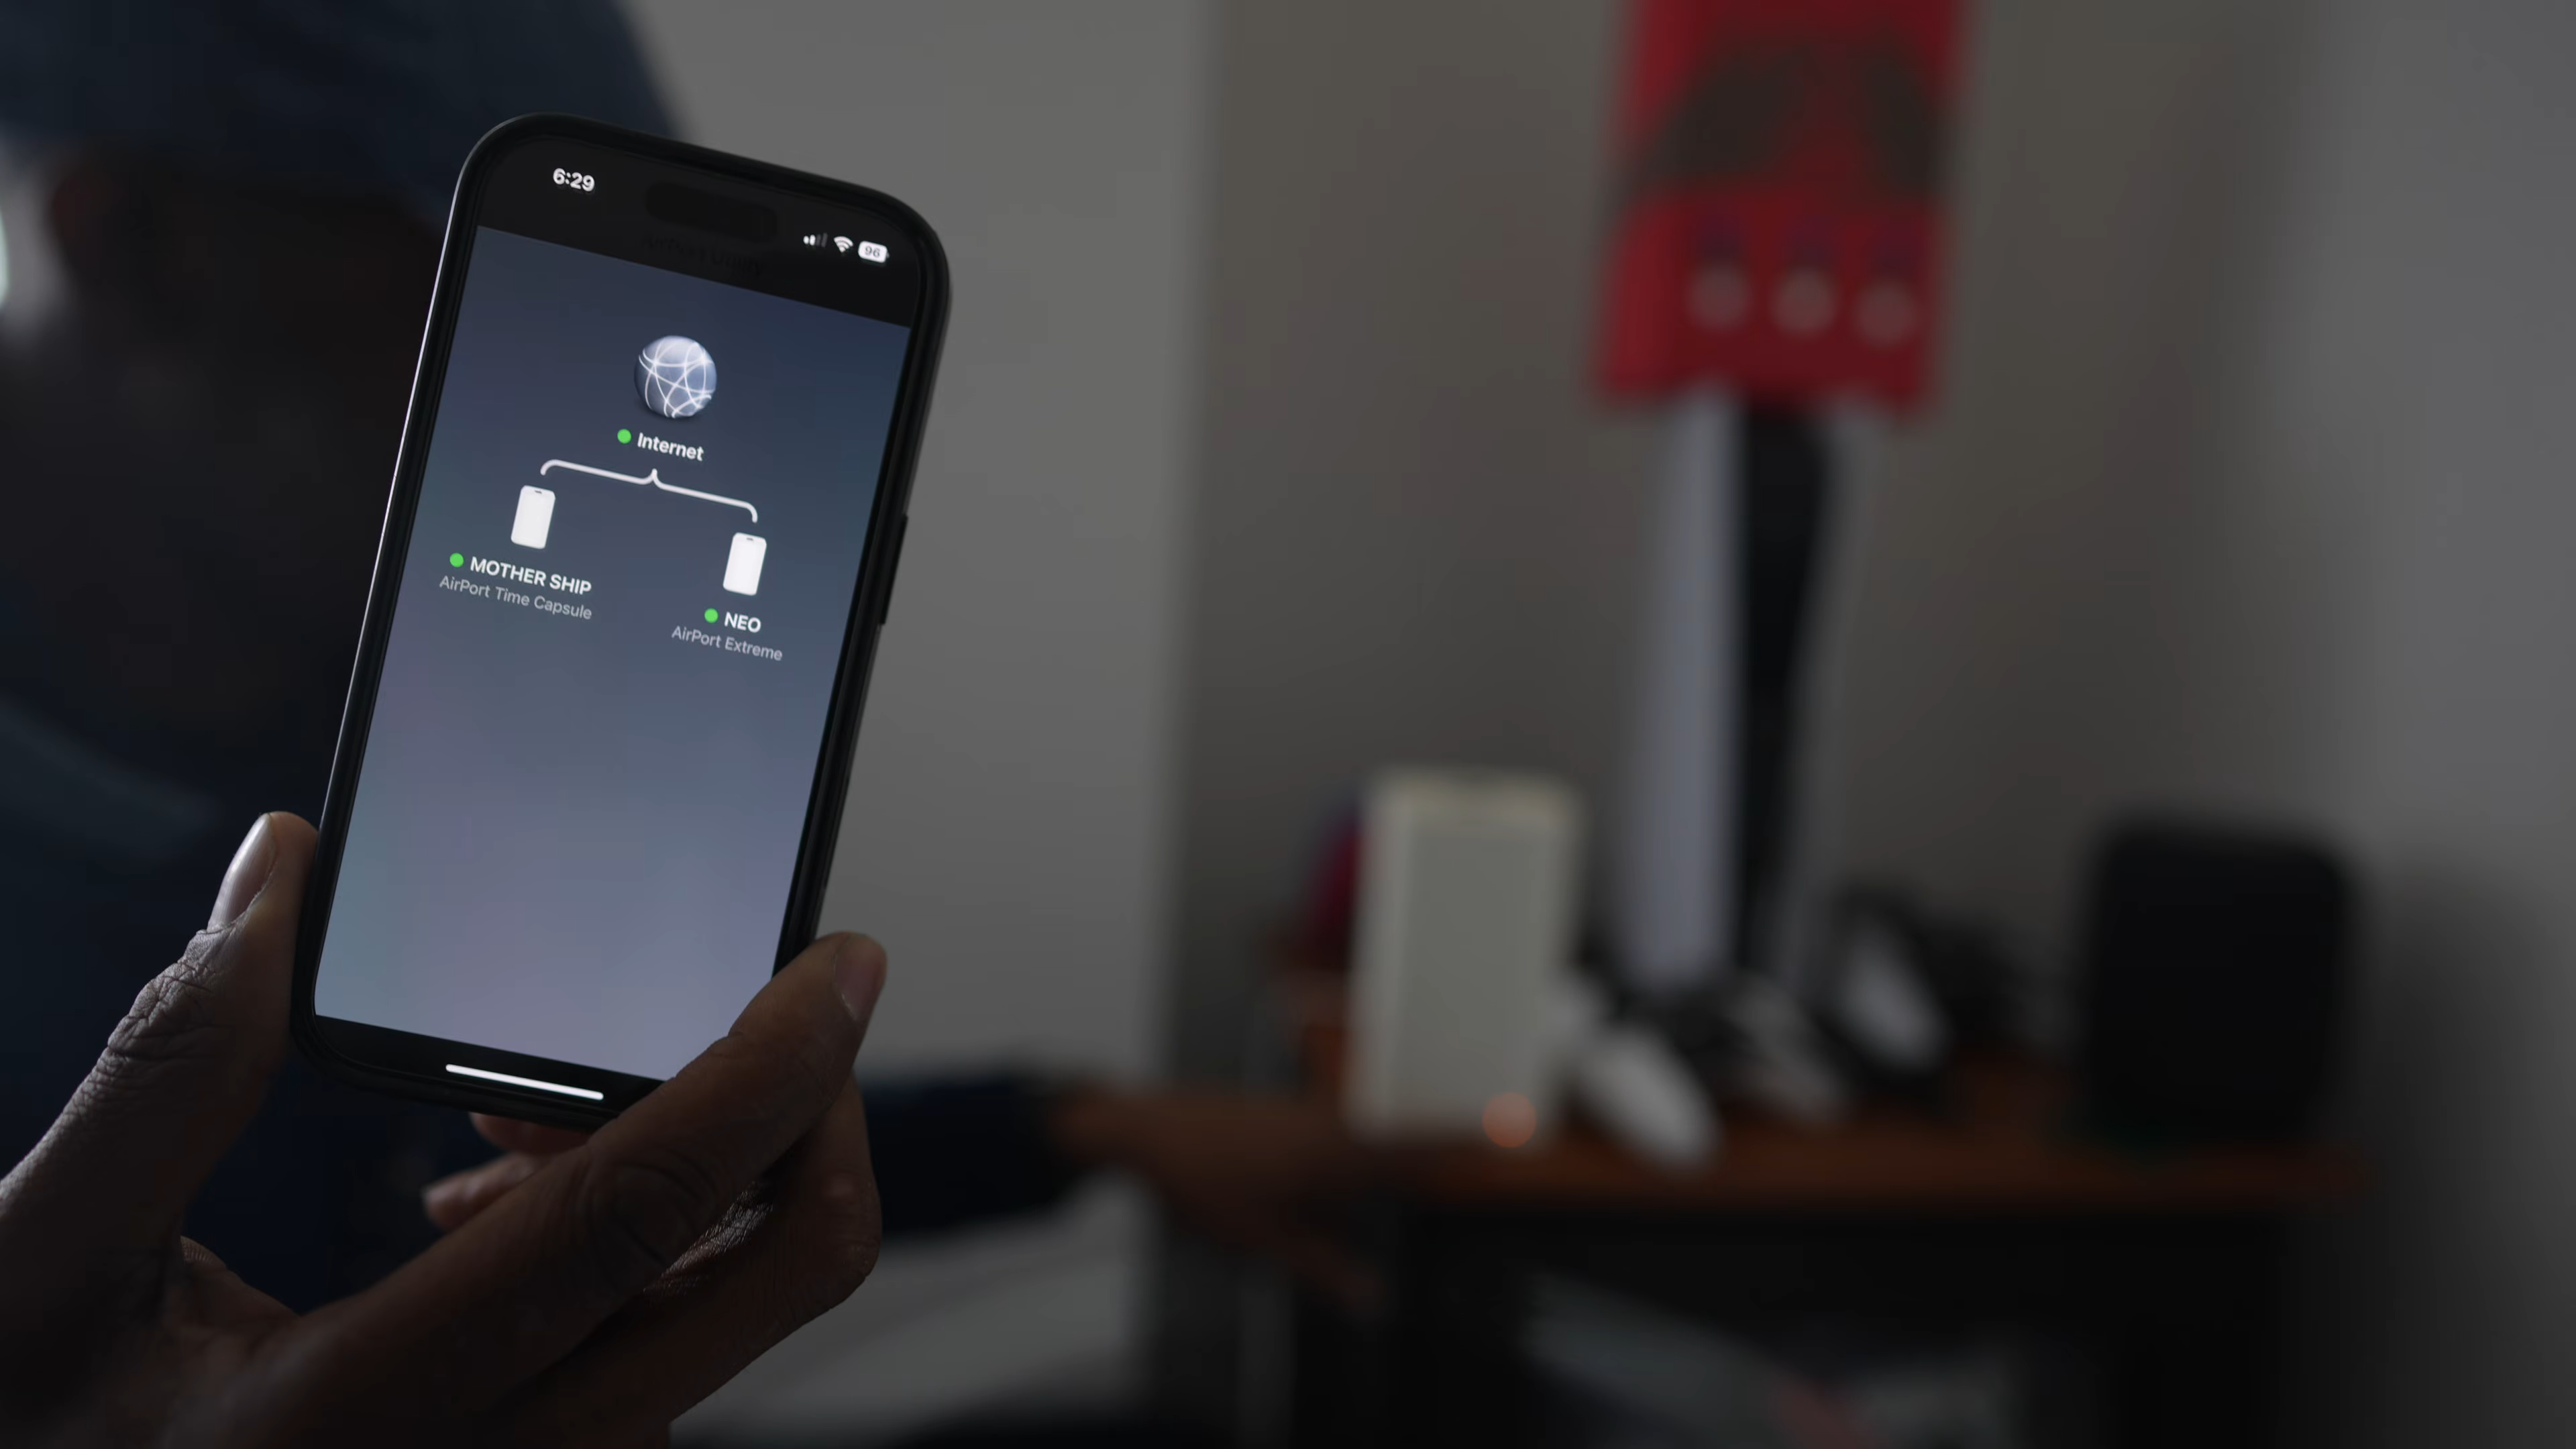 6:29
96
Internet
MOTHER SHIP
AirPort Time Capsule
NEO
AirPort Extreme